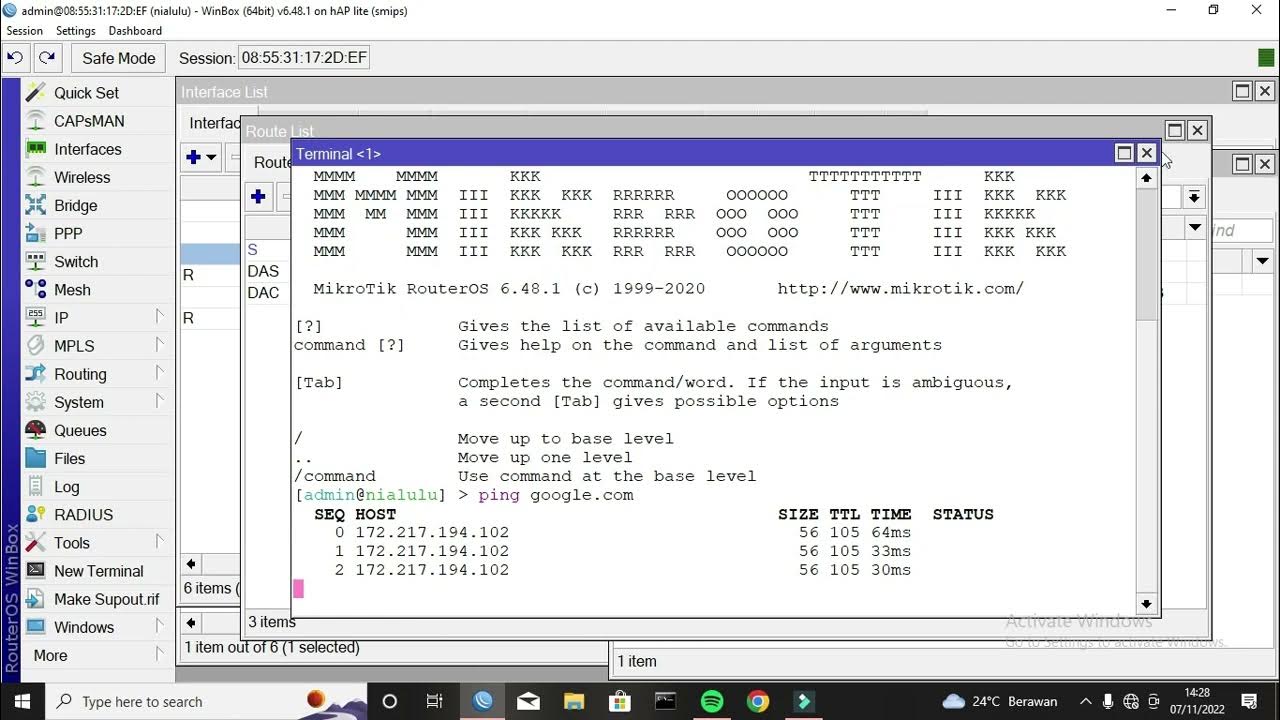 admin@08:55:31:17:2D:EF (nialulu) - WinBox (64bit) v6.48.1 on hAP lite (smips)
Session Settings Dashboard
Safe Mode Session: 08:55:31:17:2D:EF
Interface List
Interfac
Route List
Rout
Terminal <1>
Quick Set
CAPsMAN
Interfaces
Wireless
Bridge
PPP
Switch
Mesh
IP
MPLS
Routing
System
Queues
Files
Log
RADIUS
Tools
New Terminal
Make Supout.rif
Windows
More
RouterOS WinBox
R
R
S
DAS
DAC
MMMM MMMM KKK TTTTTTTTTTT KKK
MMM MMMM MMM III KKK KKK RRRRRR OOOOOO TTT III KKK KKK
MMM MM MMM III KKKKK RRR RRR OOO OOO TTT III KKKKK
MMM MMM III KKK KKK RRRRRR OOO OOO TTT III KKK KKK
MMM MMM III KKK KKK RRR RRR OOOOOO TTT III KKK KKK
MikroTik RouterOS 6.48.1 (c) 1999-2020 http://www.mikrotik.com/
[?] Gives the list of available commands
command [?] Gives help on the command and list of arguments
[Tab] Completes the command/word. If the input is ambiguous,
a second [Tab] gives possible options
/ Move up to base level
.. Move up one level
/command Use command at the base level
[admin@nialulu] > ping google.com
SEQ HOST SIZE TTL TIME STATUS
0 172.217.194.102 56 105 64ms
1 172.217.194.102 56 105 33ms
2 172.217.194.102 56 105 30ms
ind
6 items (
3 items
1 item out of 6 (1 selected)
1 item
Activate Windows
Go to Settings to activate Windows.
Type here to search
24°C Berawan
14:28
07/11/2022